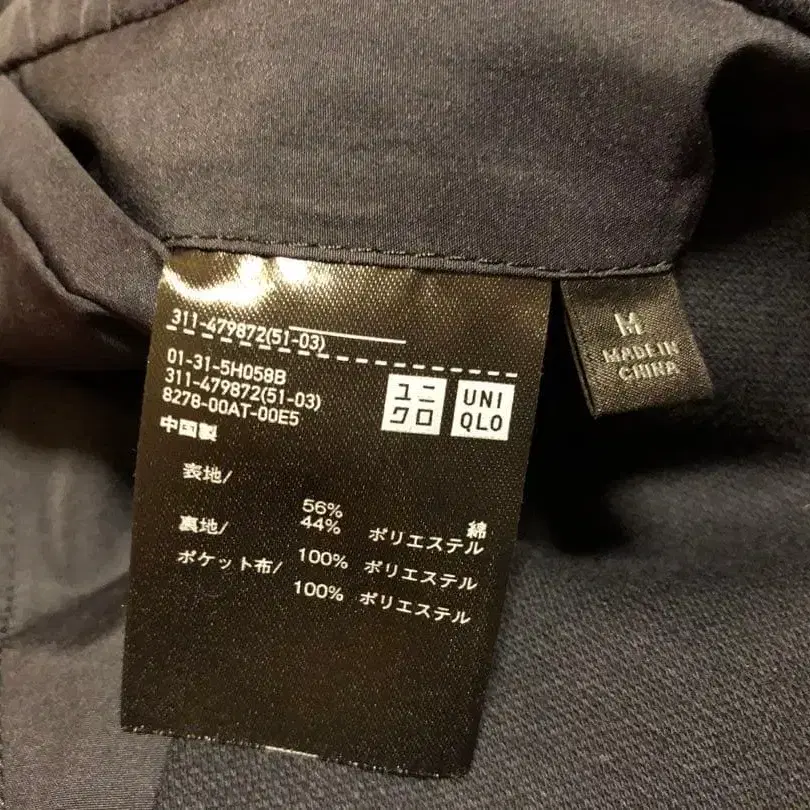 311-479872(51-03)
01-31-5H058B
311-479872(51-03)
8278-00AT-00E5
中国製
ユニ
クロ
UNI
QLO
表地/
56% 綿
44% ポリエステル
裏地/
100% ポリエステル
ポケット布/
100% ポリエステル
M
MADE IN
CHINA